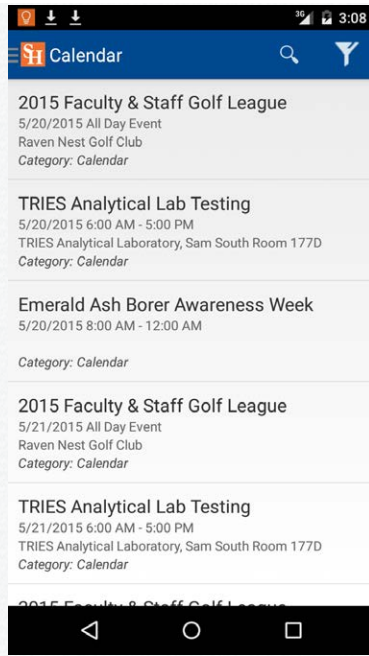 3G 3:08
SH Calendar
2015 Faculty & Staff Golf League
5/20/2015 All Day Event
Raven Nest Golf Club
Category: Calendar
TRIES Analytical Lab Testing
5/20/2015 6:00 AM - 5:00 PM
TRIES Analytical Laboratory, Sam South Room 177D
Category: Calendar
Emerald Ash Borer Awareness Week
5/20/2015 8:00 AM - 12:00 AM
Category: Calendar
2015 Faculty & Staff Golf League
5/21/2015 All Day Event
Raven Nest Golf Club
Category: Calendar
TRIES Analytical Lab Testing
5/21/2015 6:00 AM - 5:00 PM
TRIES Analytical Laboratory, Sam South Room 177D
Category: Calendar
2015 Faculty & Staff Golf League